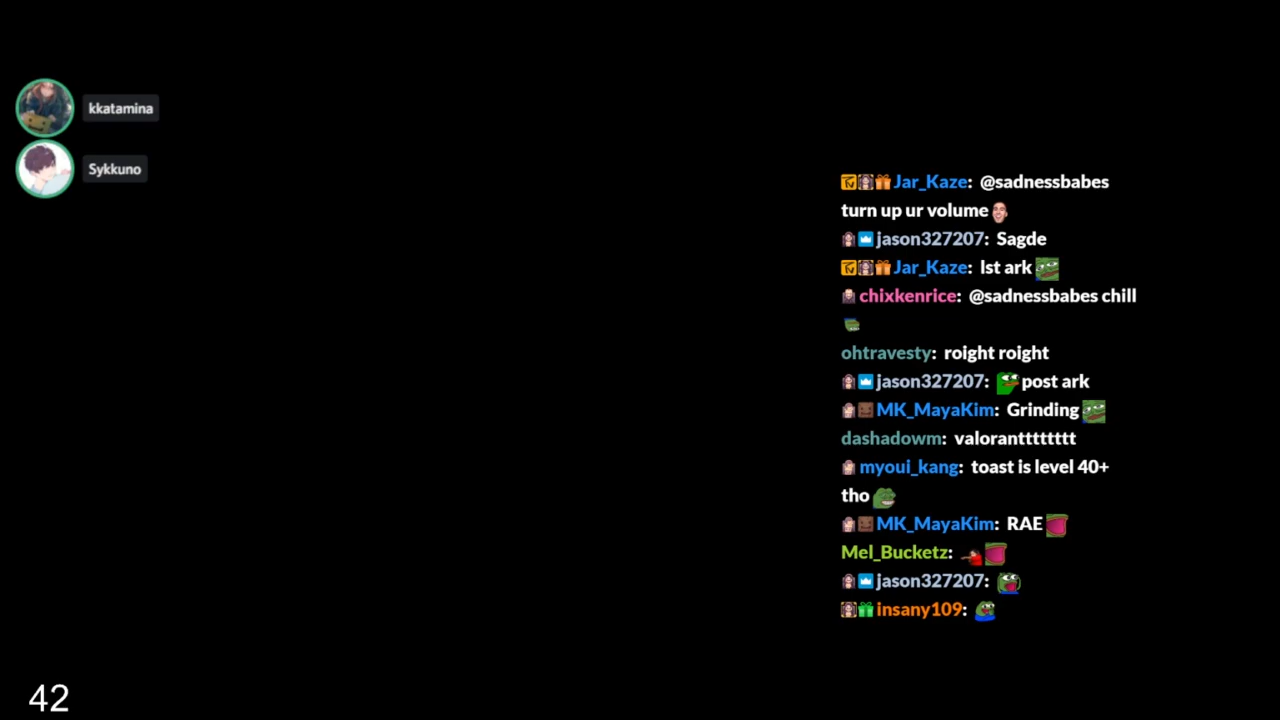 kkatamina
Sykkuno
Jar_Kaze: @sadnessbabes
turn up ur volume
jason327207: Sagde
Jar_Kaze: lst ark
chixkenrice: @sadnessbabes chill
ohtravesty: roight roight
jason327207: post ark
MK_MayaKim: Grinding
dashadowm: valoranttttttttt
myoui_kang: toast is level 40+
tho
MK_MayaKim: RAE
Mel_Bucketz:
jason327207:
insany109:
42